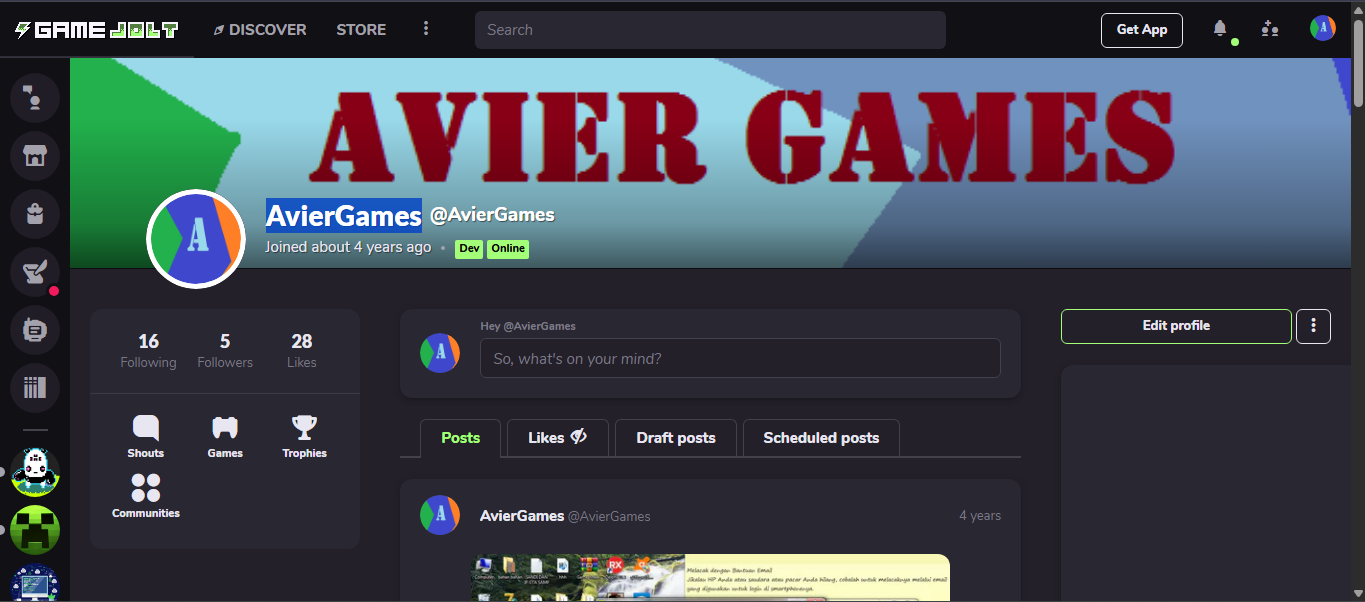 GAME JOLT
DISCOVER
STORE
Search
Get App
A
AVIER GAMES
A
AvierGames @AvierGames
Joined about 4 years ago • Dev Online
16
Following
5
Followers
28
Likes
Shouts
Games
Trophies
Communities
Hey @AvierGames
A
So, what's on your mind?
Edit profile
Posts
Likes
Draft posts
Scheduled posts
A
AvierGames @AvierGames
4 years
Melacak dengan Bantuan Email
Jikalau HP Anda atau saudara atau pacar Anda hilang, cobalah untuk melacaknya melalui email
yang digunakan untuk login di smartphonenya.